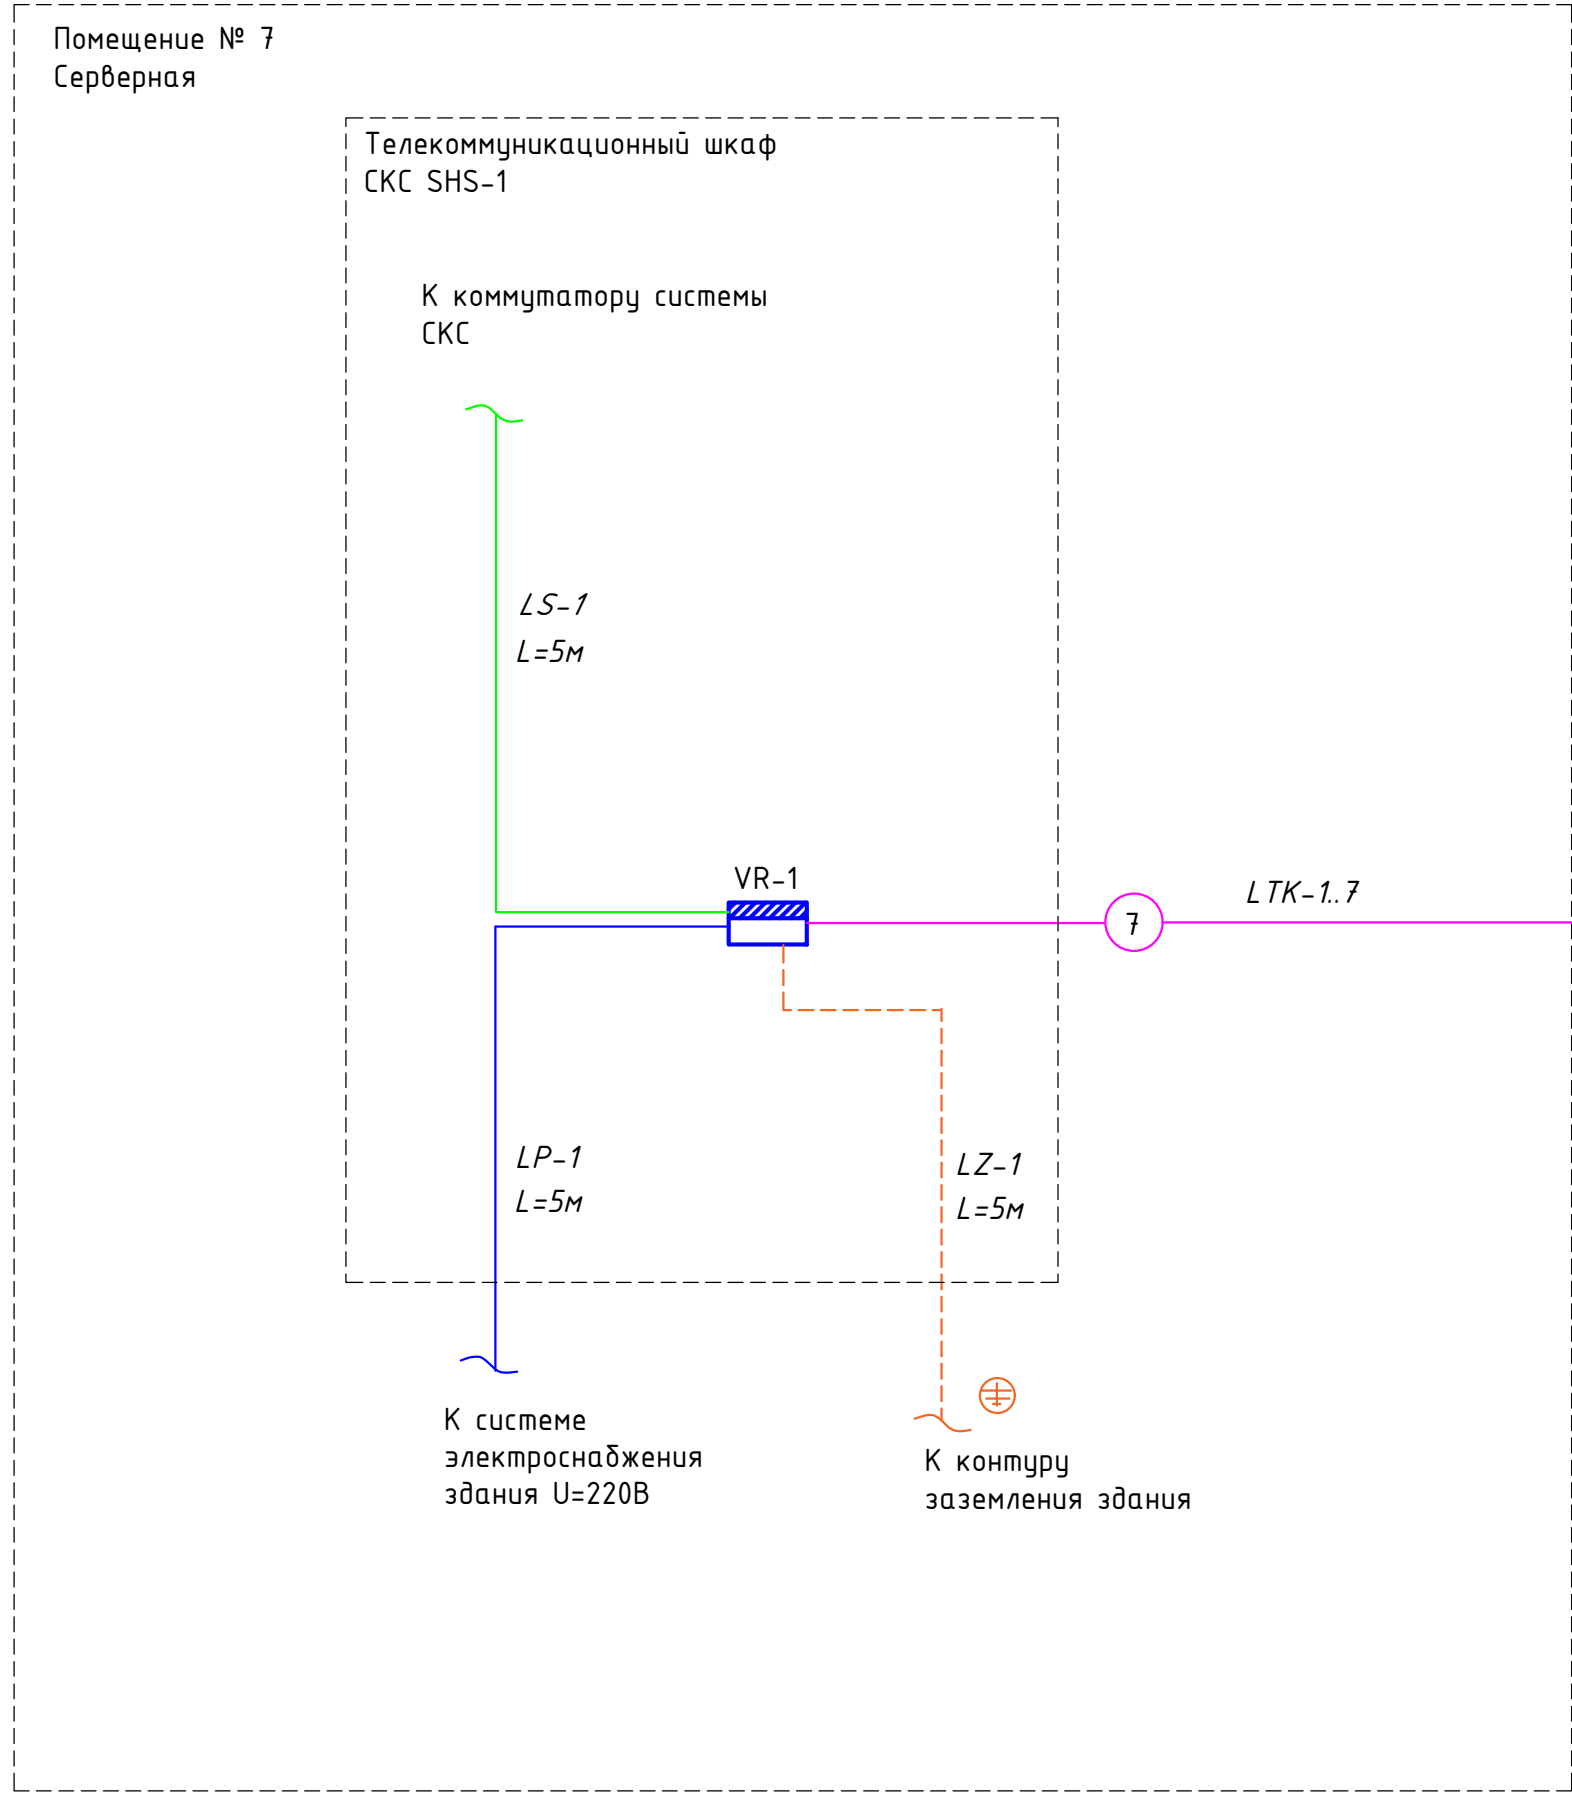 Помещение № 7
Серверная
Телекоммуникационный шкаф
СКС SHS-1
К коммутатору системы
СКС
LS-1
L=5м
VR-1
7
LTK-1..7
LP-1
L=5м
LZ-1
L=5м
К системе
электроснабжения
здания U=220В
К контуру
заземления здания